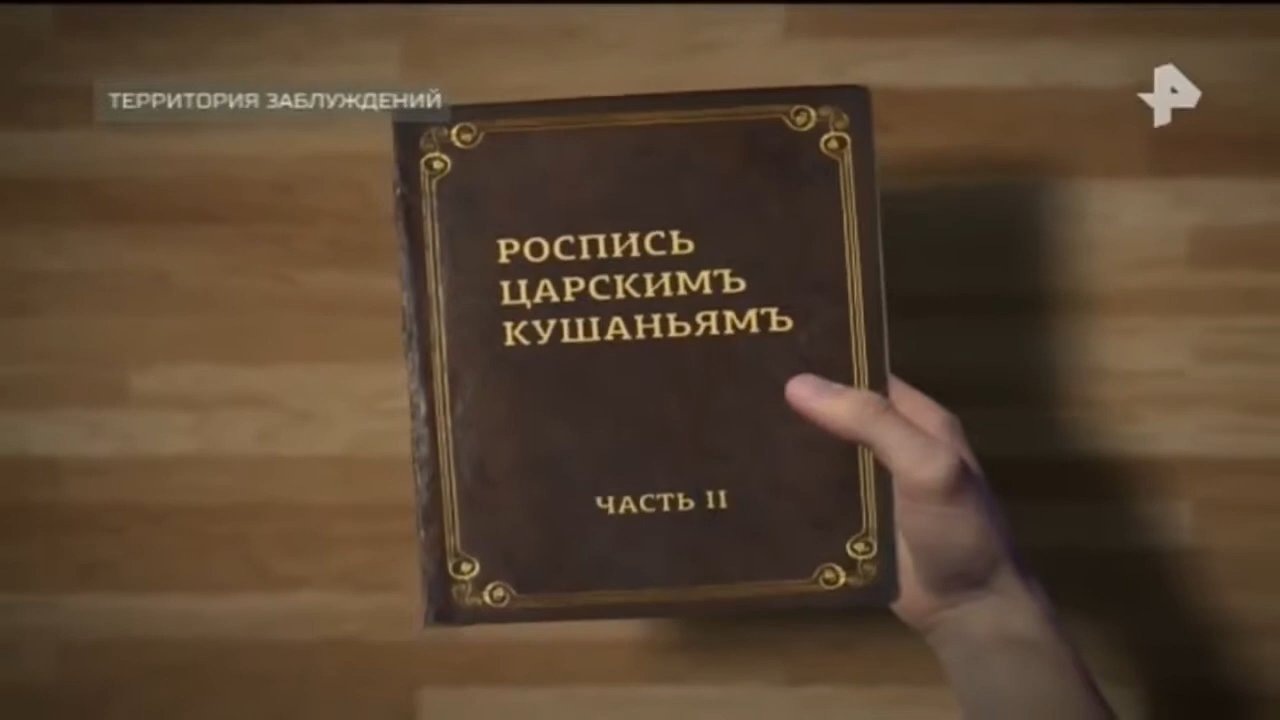 ТЕРРИТОРИЯ ЗАБЛУЖДЕНИЙ
РОСПИСЬ
ЦАРСКИМЪ
КУШАНЬЯМЪ
ЧАСТЬ II